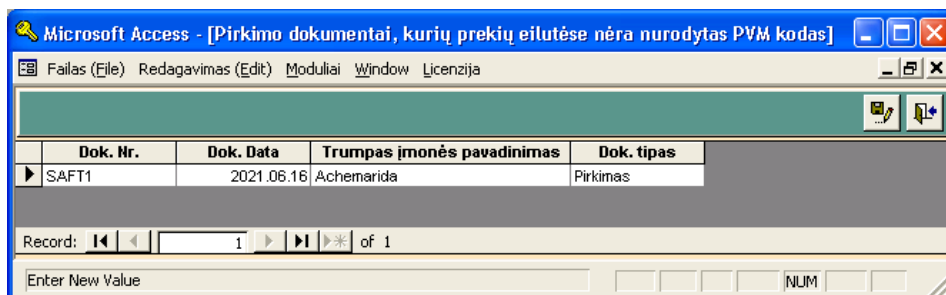 Microsoft Access - [Pirkimo dokumentai, kurių prekių eilutėse nėra nurodytas PVM kodas]
Failas (File) Redagavimas (Edit) Moduliai Window Licenzija
Dok. Nr. Dok. Data Trumpas įmonės pavadinimas Dok. tipas
SAFT1 2021.06.16 Achemarida Pirkimas
Record: 1 of 1
Enter New Value NUM